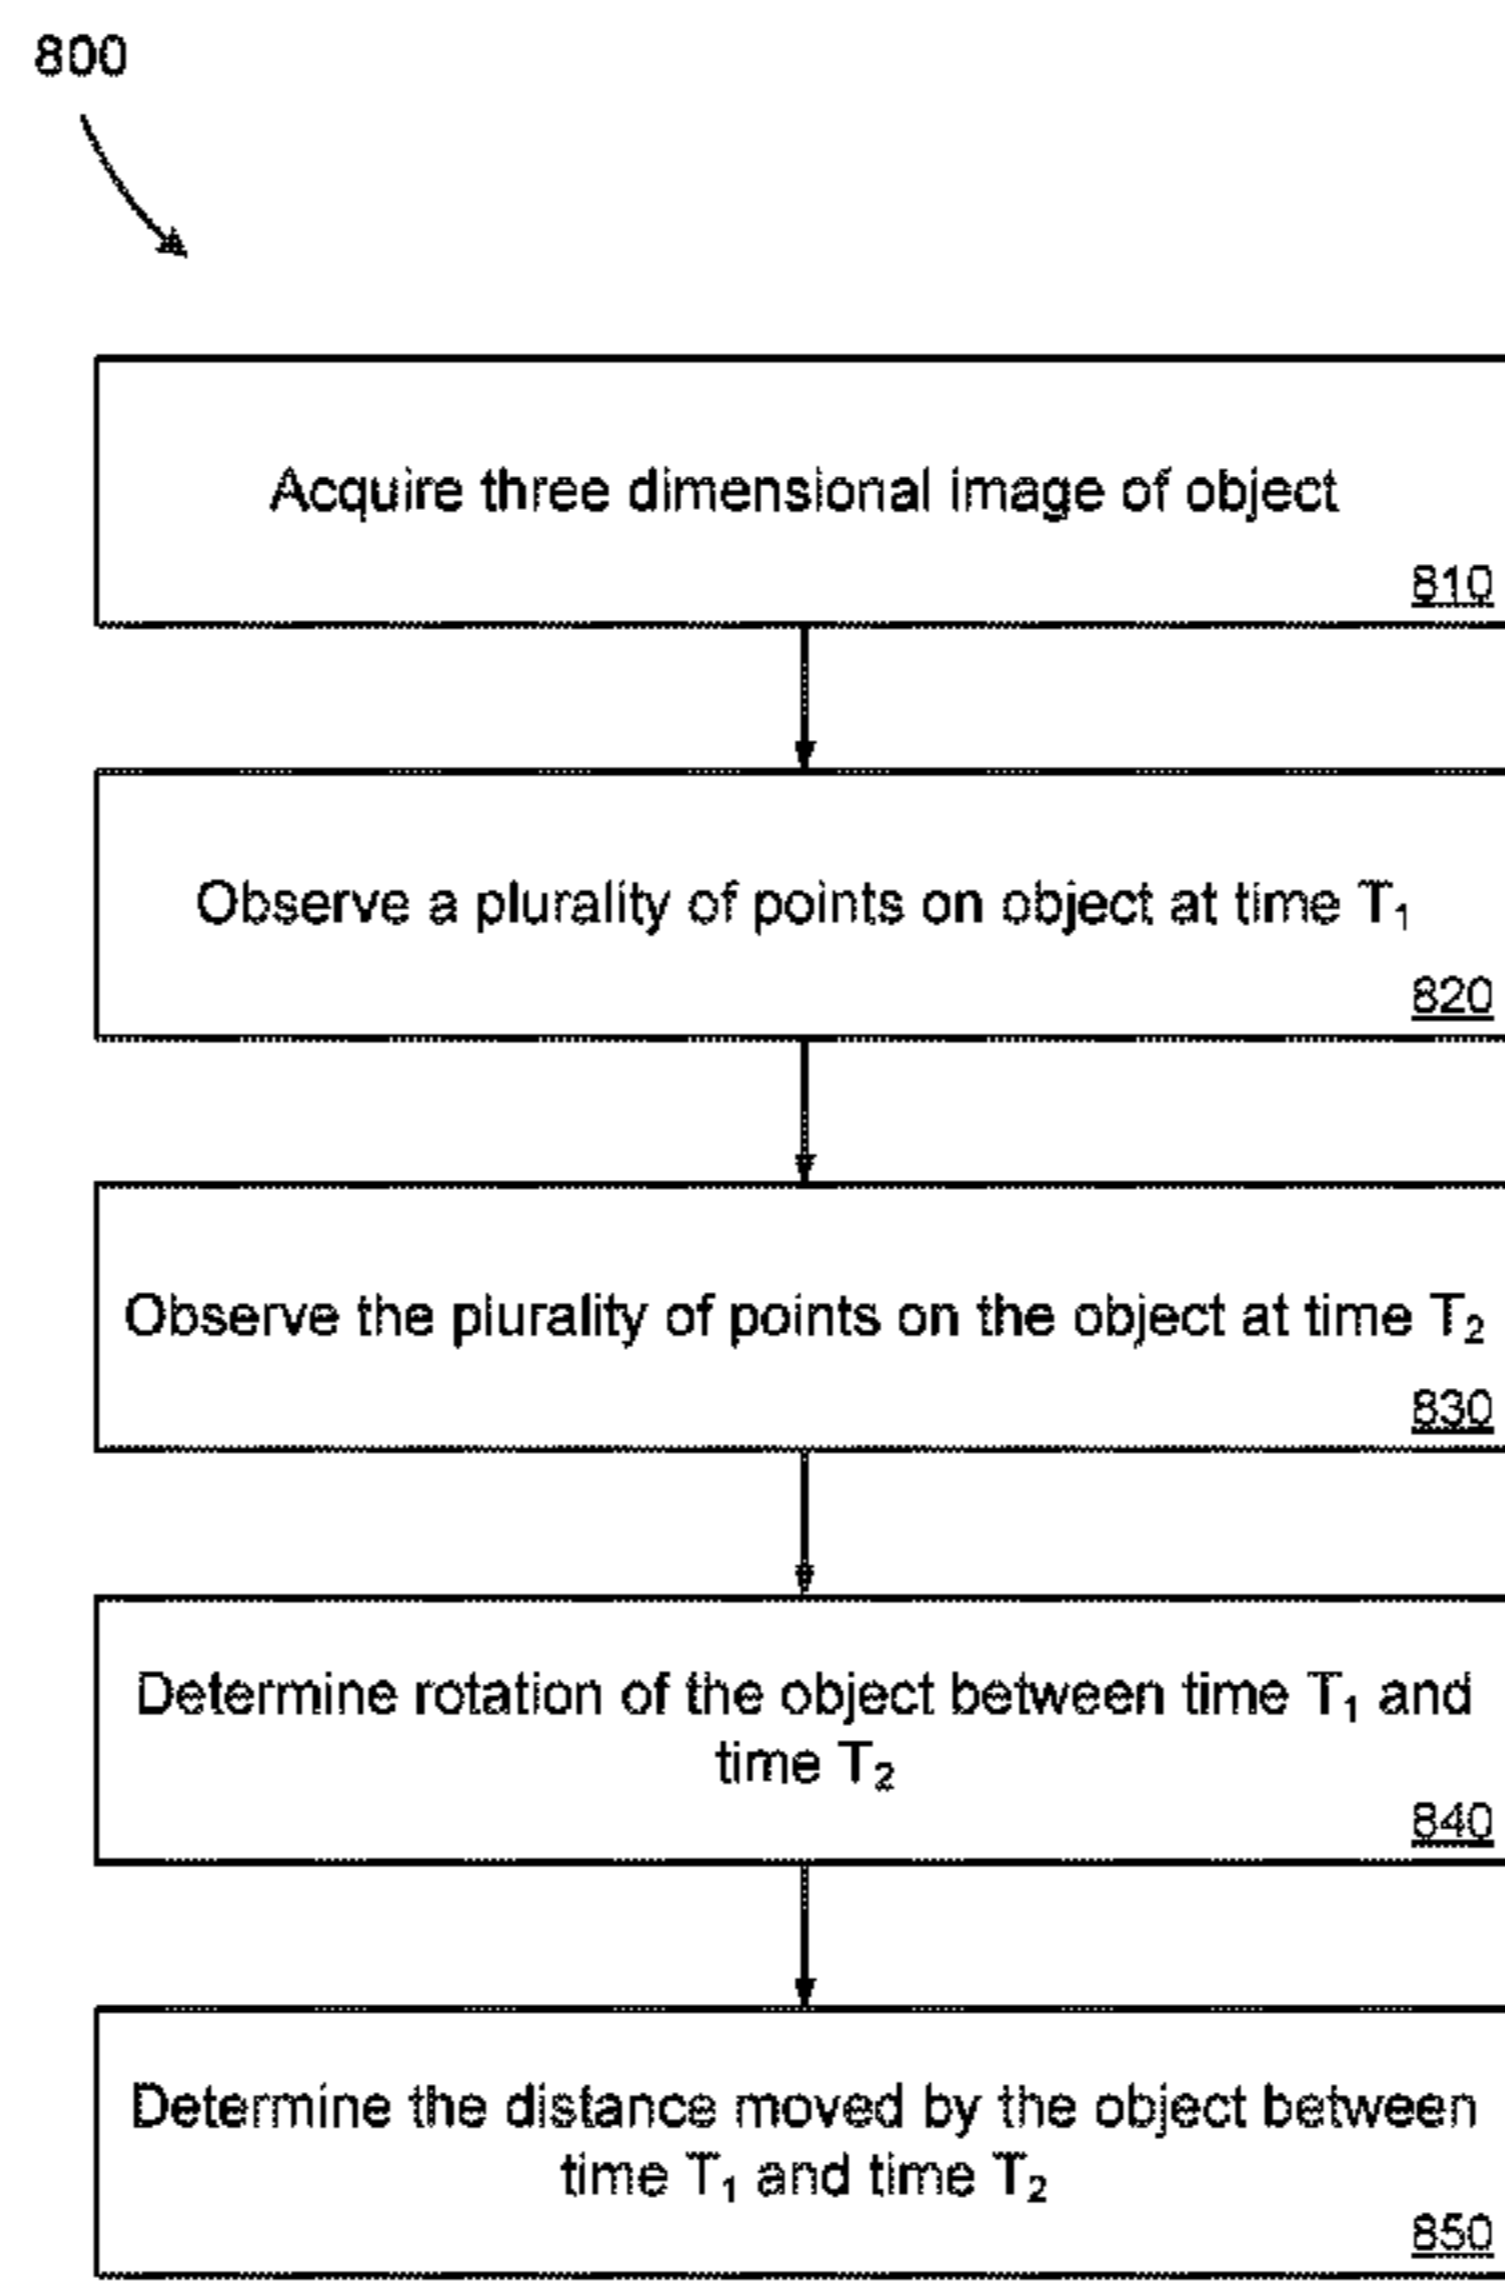 800
Acquire three dimensional image of object
810
Observe a plurality of points on object at time T₁
820
Observe the plurality of points on the object at time T₂
830
Determine rotation of the object between time T₁ and
time T₂
840
Determine the distance moved by the object between
time T₁ and time T₂
850